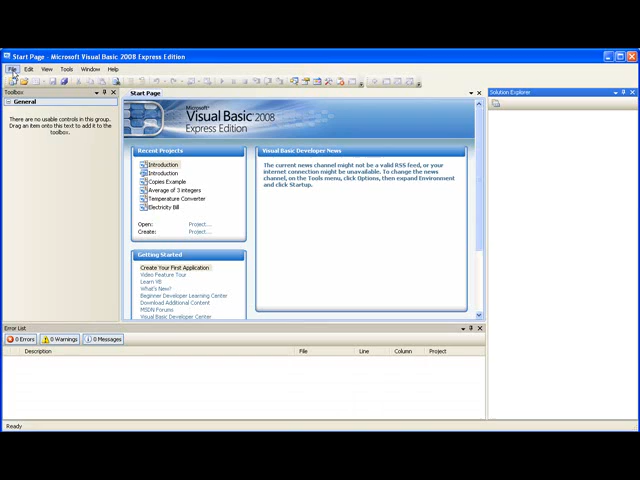 Start Page - Microsoft Visual Basic 2008 Express Edition
File Edit View Tools Window Help
Toolbox
General
There are no usable controls in this group.
Drag an item onto this text to add it to the
toolbox.
Start Page
Microsoft
Visual Basic 2008
Express Edition
Recent Projects
Introduction
Introduction
Copies Example
Average of 3 integers
Temperature Converter
Electricity Bill
Open: Project...
Create: Project...
Getting Started
Create Your First Application
Video Feature Tour
Learn VB
What's New?
Beginner Developer Learning Center
Download Additional Content
MSDN Forums
Visual Basic Developer Center
Visual Basic Developer News
The current news channel might not be a valid RSS feed, or your
internet connection might be unavailable. To change the news
channel, on the Tools menu, click Options, then expand Environment
and click Startup.
Solution Explorer
Error List
0 Errors 0 Warnings 0 Messages
Description File Line Column Project
Ready